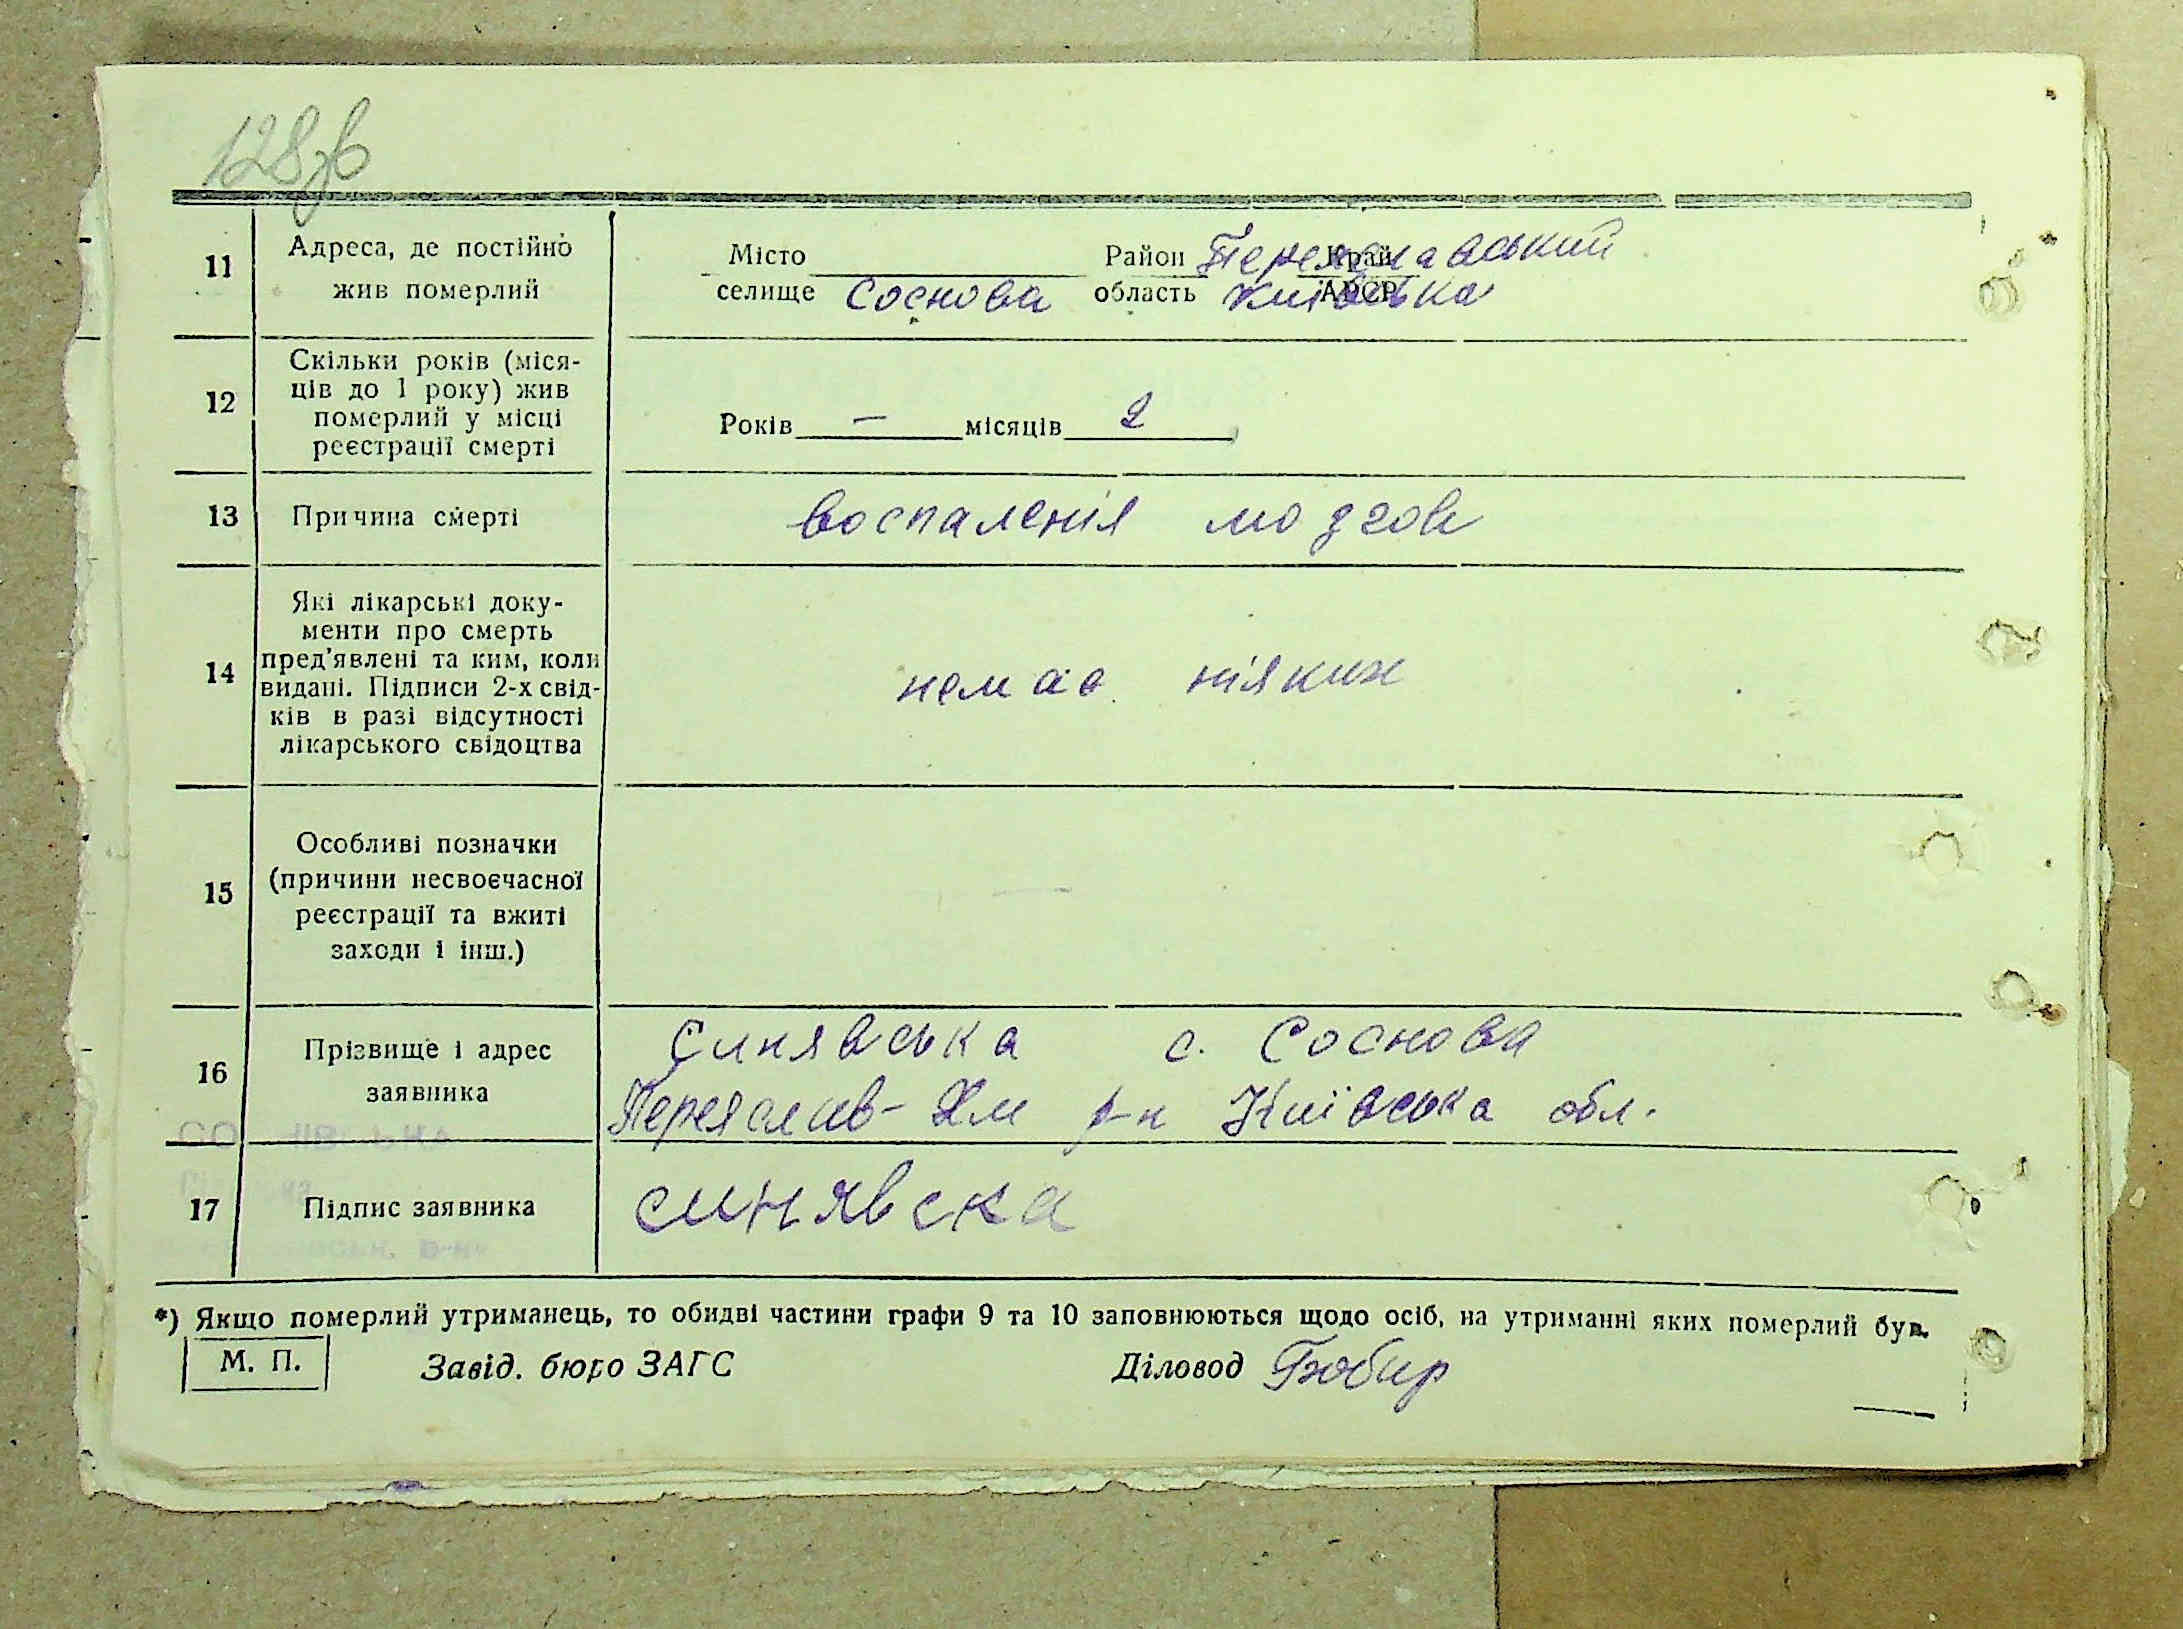 128зв
11 Адреса, де постійно жив померлий
Місто Район Переяславський Край
селище Соснова область Київська АРСР
12 Скільки років (міся-
ців до 1 року) жив
померлий у місці
реєстрації смерті
Років — місяців 2
13 Причина смерті воспаленія мозгов
14 Які лікарські доку-
менти про смерть
пред'явлені та ким, коли
видані. Підписи 2-х свід-
ків в разі відсутності
лікарського свідоцтва
немає ніяких
15 Особливі позначки
(причини несвоєчасної
реєстрації та вжиті
заходи і інш.)
16 Прізвище і адрес
заявника
Синявська с. Соснова
Переяслав-Хм р-н Київська обл.
17 Підпис заявника синявска
*) Якщо померлий утриманець, то обидві частини графи 9 та 10 заповнюються щодо осіб, на утриманні яких померлий був.
М. П. Завід. бюро ЗАГС Діловод